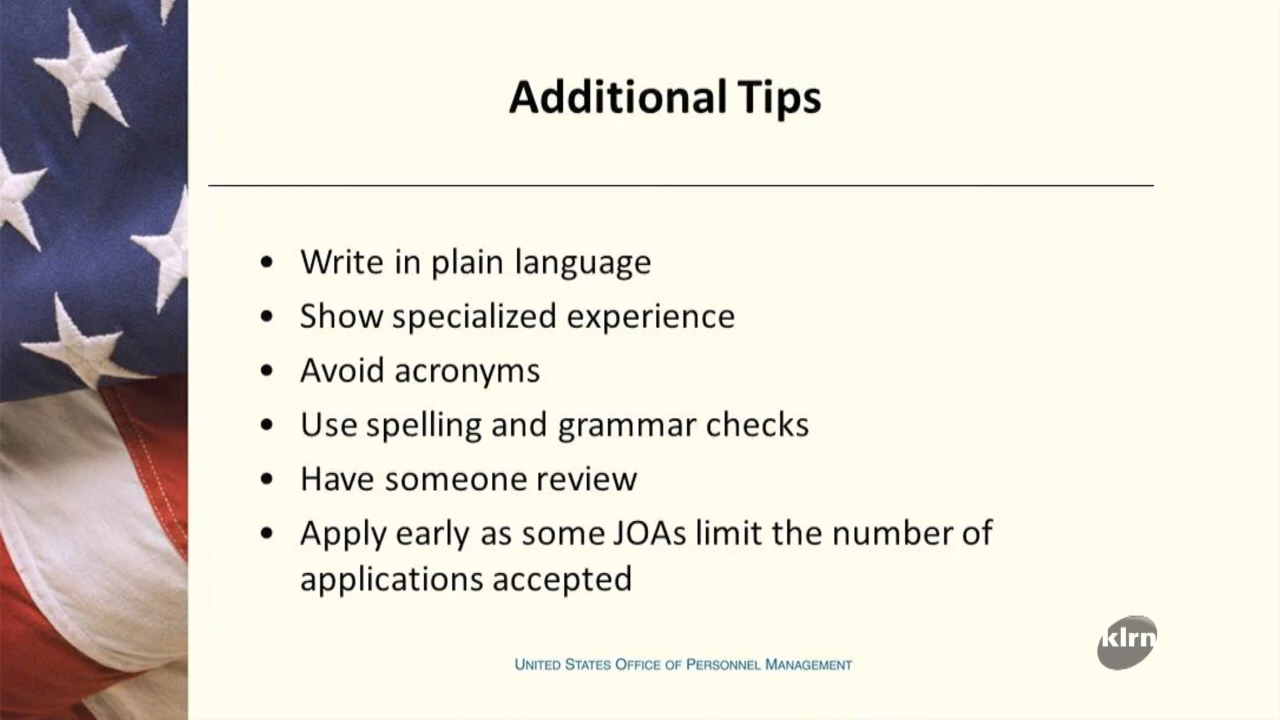 Additional Tips
• Write in plain language
• Show specialized experience
• Avoid acronyms
• Use spelling and grammar checks
• Have someone review
• Apply early as some JOAs limit the number of
applications accepted
klrn
UNITED STATES OFFICE OF PERSONNEL MANAGEMENT